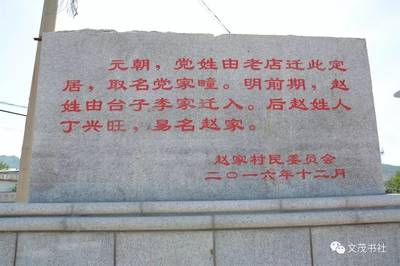 元朝，党姓由老店迁此定
居，取名党家疃。明前期，赵
姓由台子李家迁入。后赵姓人
丁兴旺，易名赵家。
赵家村民委员会
二〇一六年十二月
文茂书社